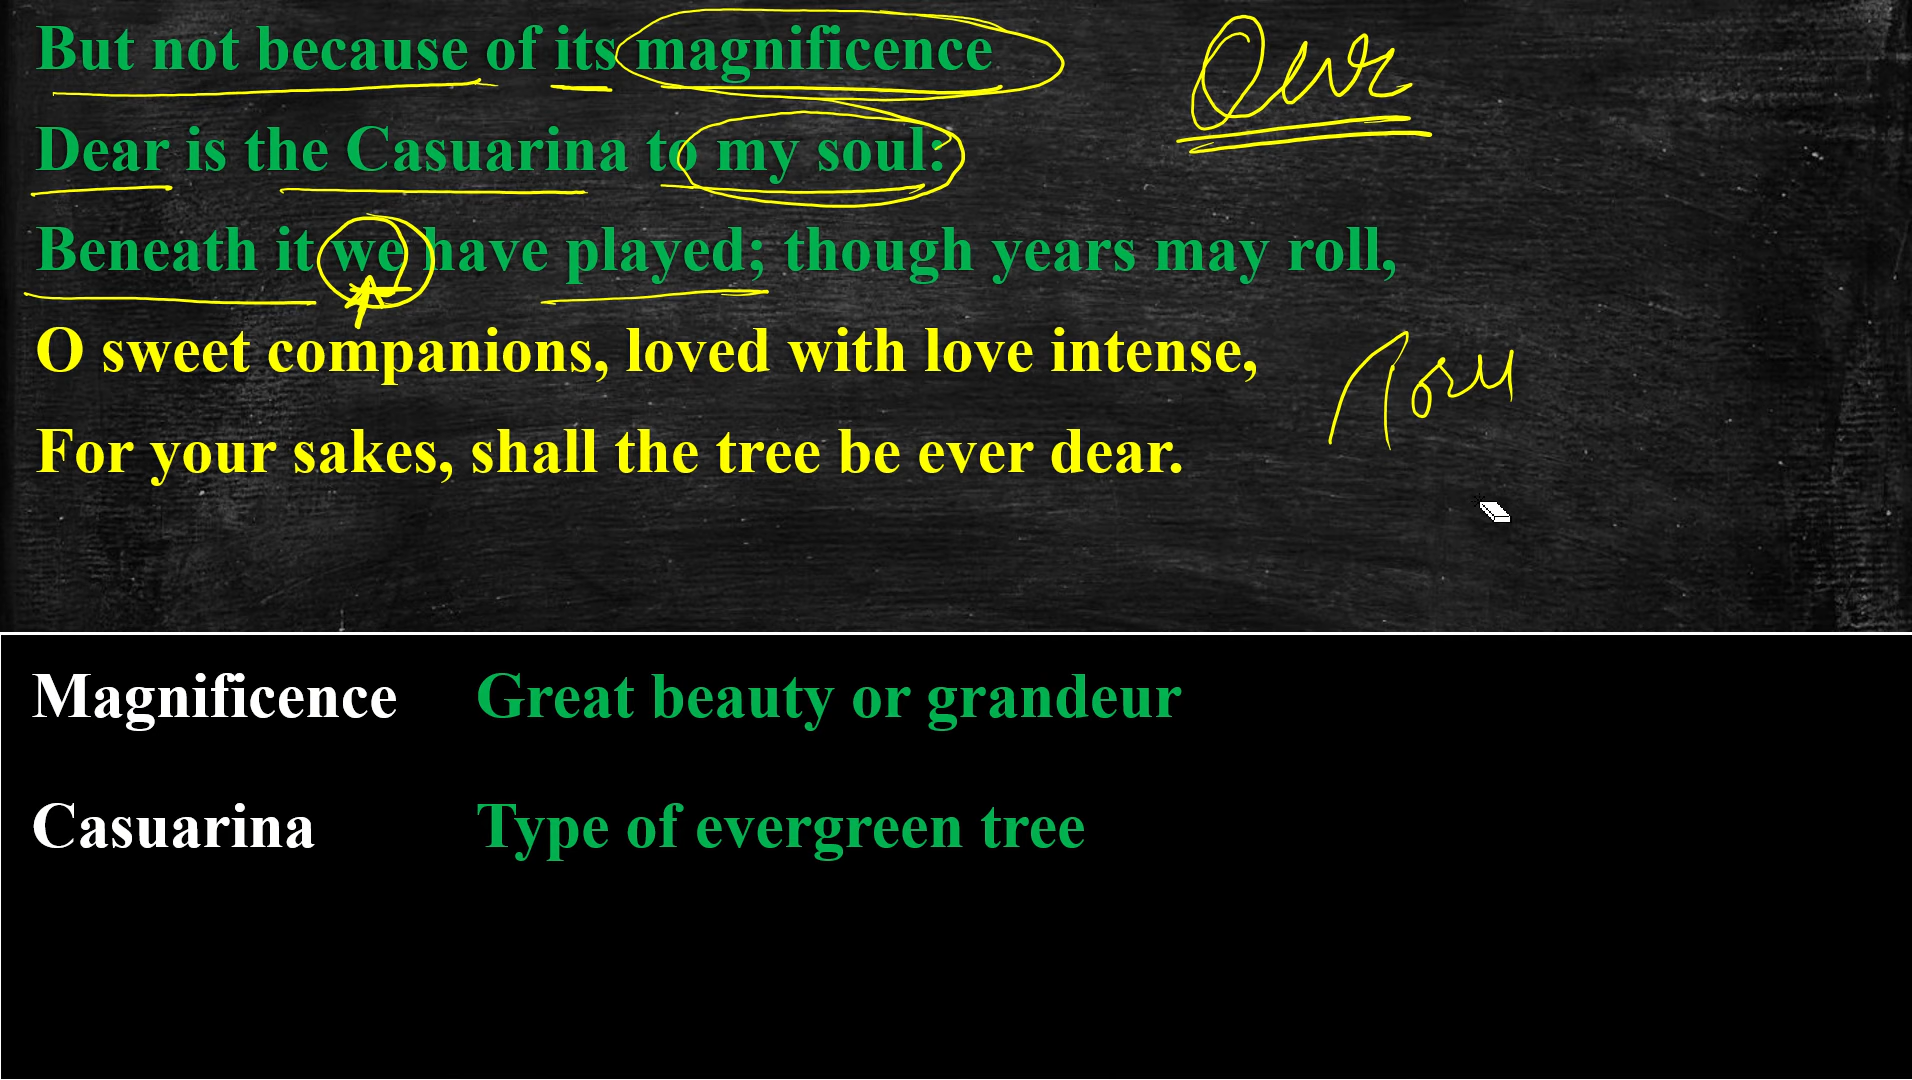 But not because of its magnificence
Dear is the Casuarina to my soul:
Beneath it we have played; though years may roll,
O sweet companions, loved with love intense,
Toru
For your sakes, shall the tree be ever dear.
Magnificence Great beauty or grandeur
Casuarina Type of evergreen tree